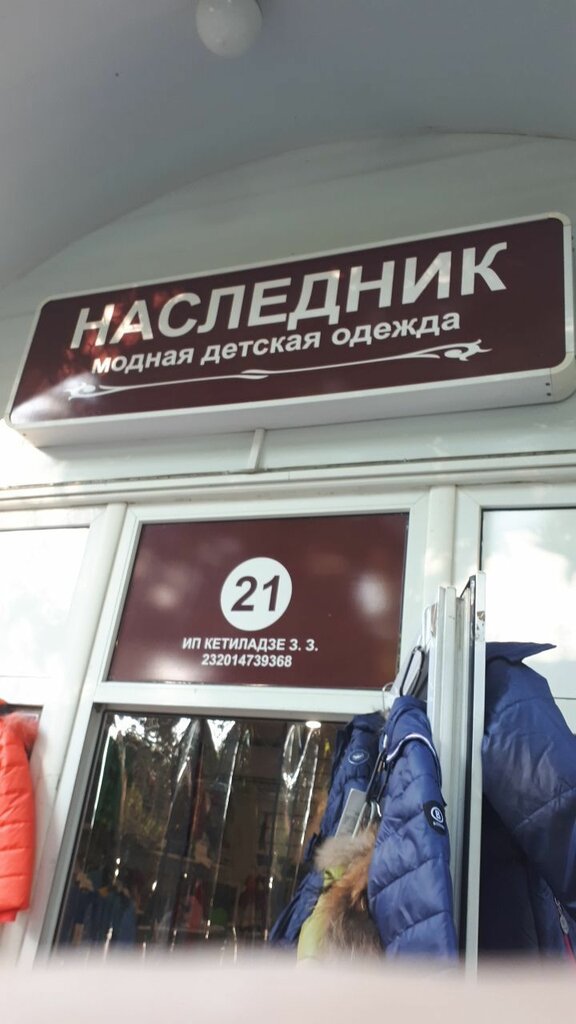 НАСЛЕДНИК
модная детская одежда
21
ИП КЕТИЛАДЗЕ З. З.
232014739368